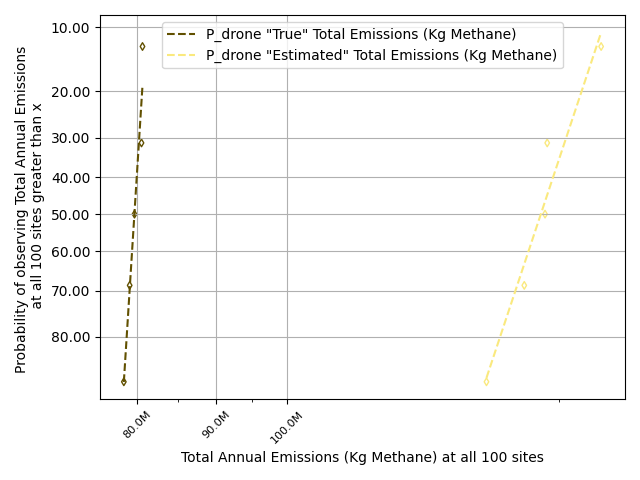 P_drone "True" Total Emissions (Kg Methane)
P_drone "Estimated" Total Emissions (Kg Methane)
Probability of observing Total Annual Emissions
at all 100 sites greater than x
10.00
20.00
30.00
40.00
50.00
60.00
70.00
80.00
80.0M
90.0M
100.0M
Total Annual Emissions (Kg Methane) at all 100 sites